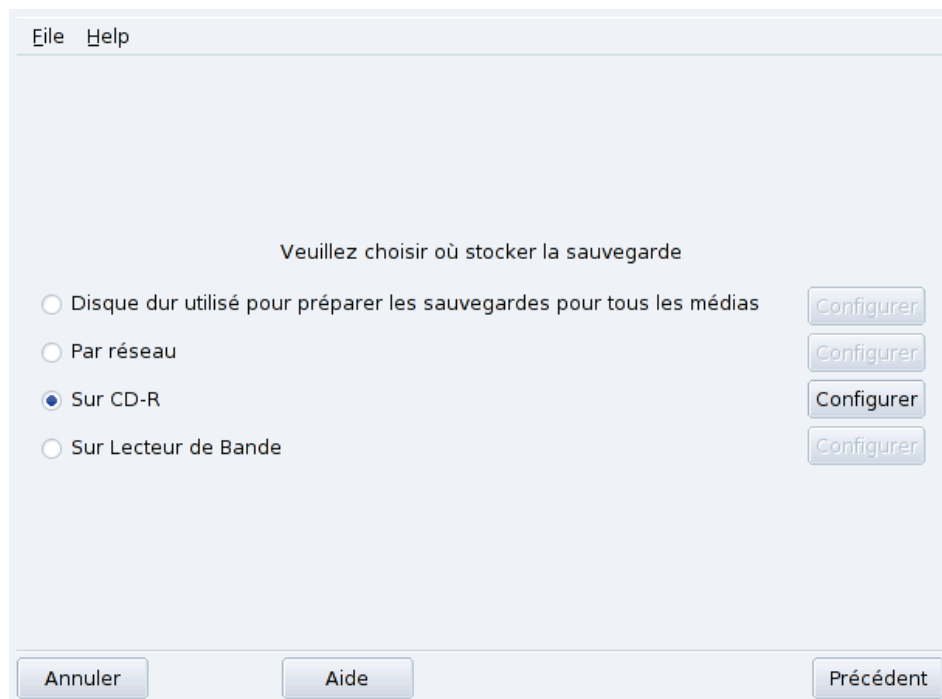 File Help
Veuillez choisir où stocker la sauvegarde
Disque dur utilisé pour préparer les sauvegardes pour tous les médias Configurer
Par réseau Configurer
Sur CD-R Configurer
Sur Lecteur de Bande Configurer
Annuler Aide Précédent